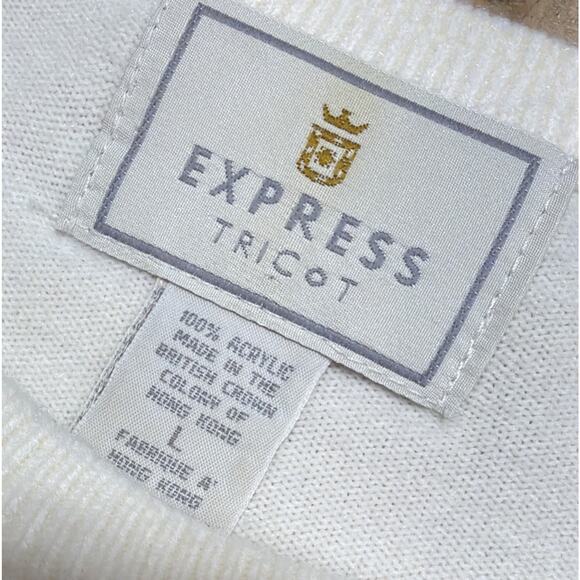 EXPRESS
TRICOT
100% ACRYLIC
MADE IN THE
BRITISH CROWN
COLONY OF
HONG KONG
L
FABRIQUE A'
HONG KONG